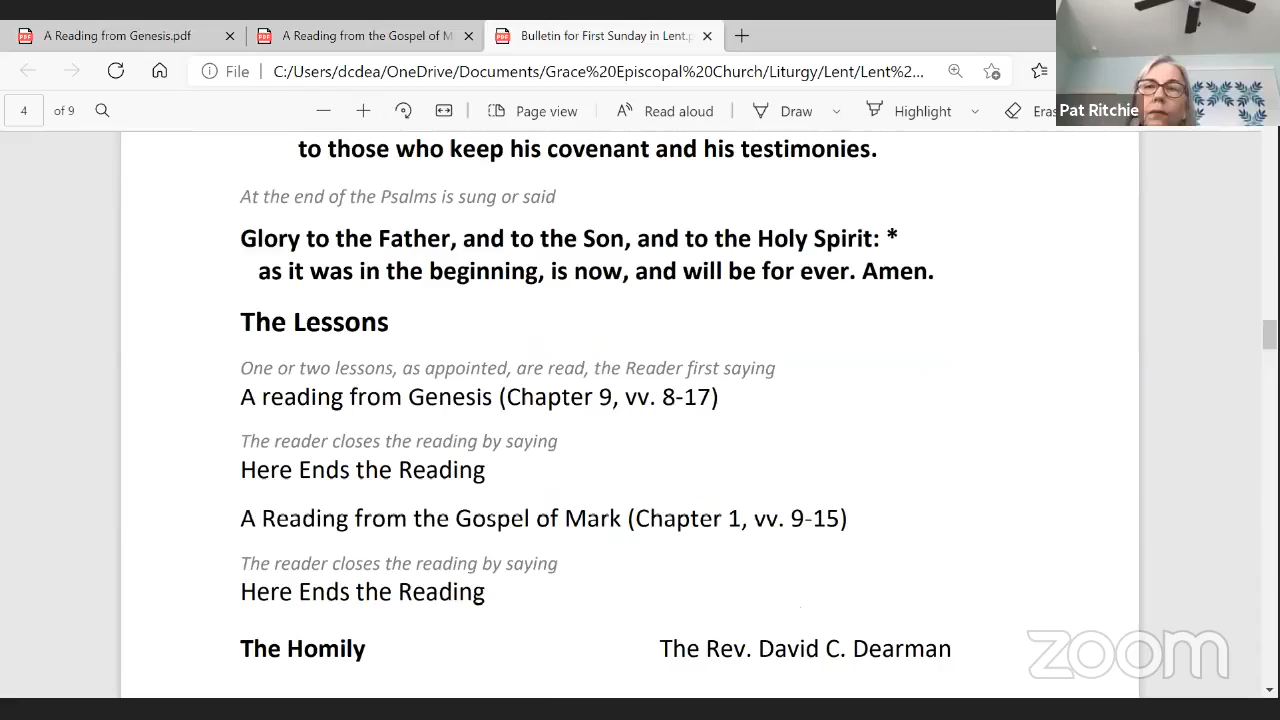 A Reading from Genesis.pdf
A Reading from the Gospel of M
Bulletin for First Sunday in Lent.p
File
C:/Users/dcdea/OneDrive/Documents/Grace%20Episcopal%20Church/Liturgy/Lent/Lent%2...
4 of 9
Page view
Read aloud
Draw
Highlight
Eras
Pat Ritchie
to those who keep his covenant and his testimonies.
At the end of the Psalms is sung or said
Glory to the Father, and to the Son, and to the Holy Spirit: *
as it was in the beginning, is now, and will be for ever. Amen.
The Lessons
One or two lessons, as appointed, are read, the Reader first saying
A reading from Genesis (Chapter 9, vv. 8-17)
The reader closes the reading by saying
Here Ends the Reading
A Reading from the Gospel of Mark (Chapter 1, vv. 9-15)
The reader closes the reading by saying
Here Ends the Reading
The Homily The Rev. David C. Dearman
zoom